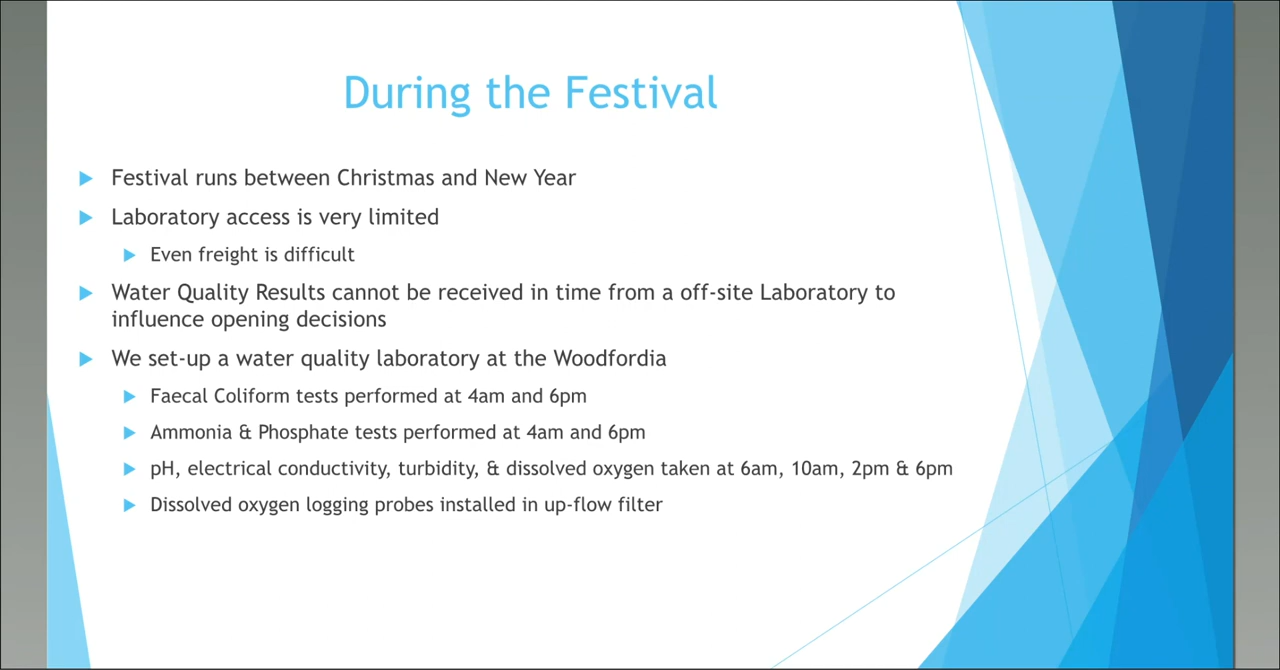 During the Festival
Festival runs between Christmas and New Year
Laboratory access is very limited
Even freight is difficult
Water Quality Results cannot be received in time from a off-site Laboratory to
influence opening decisions
We set-up a water quality laboratory at the Woodfordia
Faecal Coliform tests performed at 4am and 6pm
Ammonia & Phosphate tests performed at 4am and 6pm
pH, electrical conductivity, turbidity, & dissolved oxygen taken at 6am, 10am, 2pm & 6pm
Dissolved oxygen logging probes installed in up-flow filter